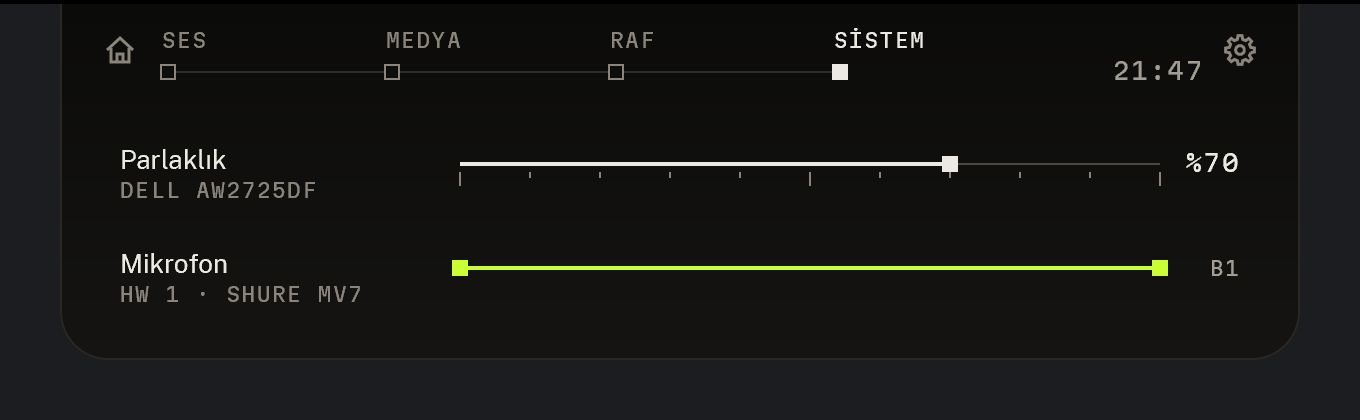 SES
MEDYA
RAF
SİSTEM
21:47
Parlaklık
%70
DELL AW2725DF
Mikrofon
B1
HW 1 · SHURE MV7